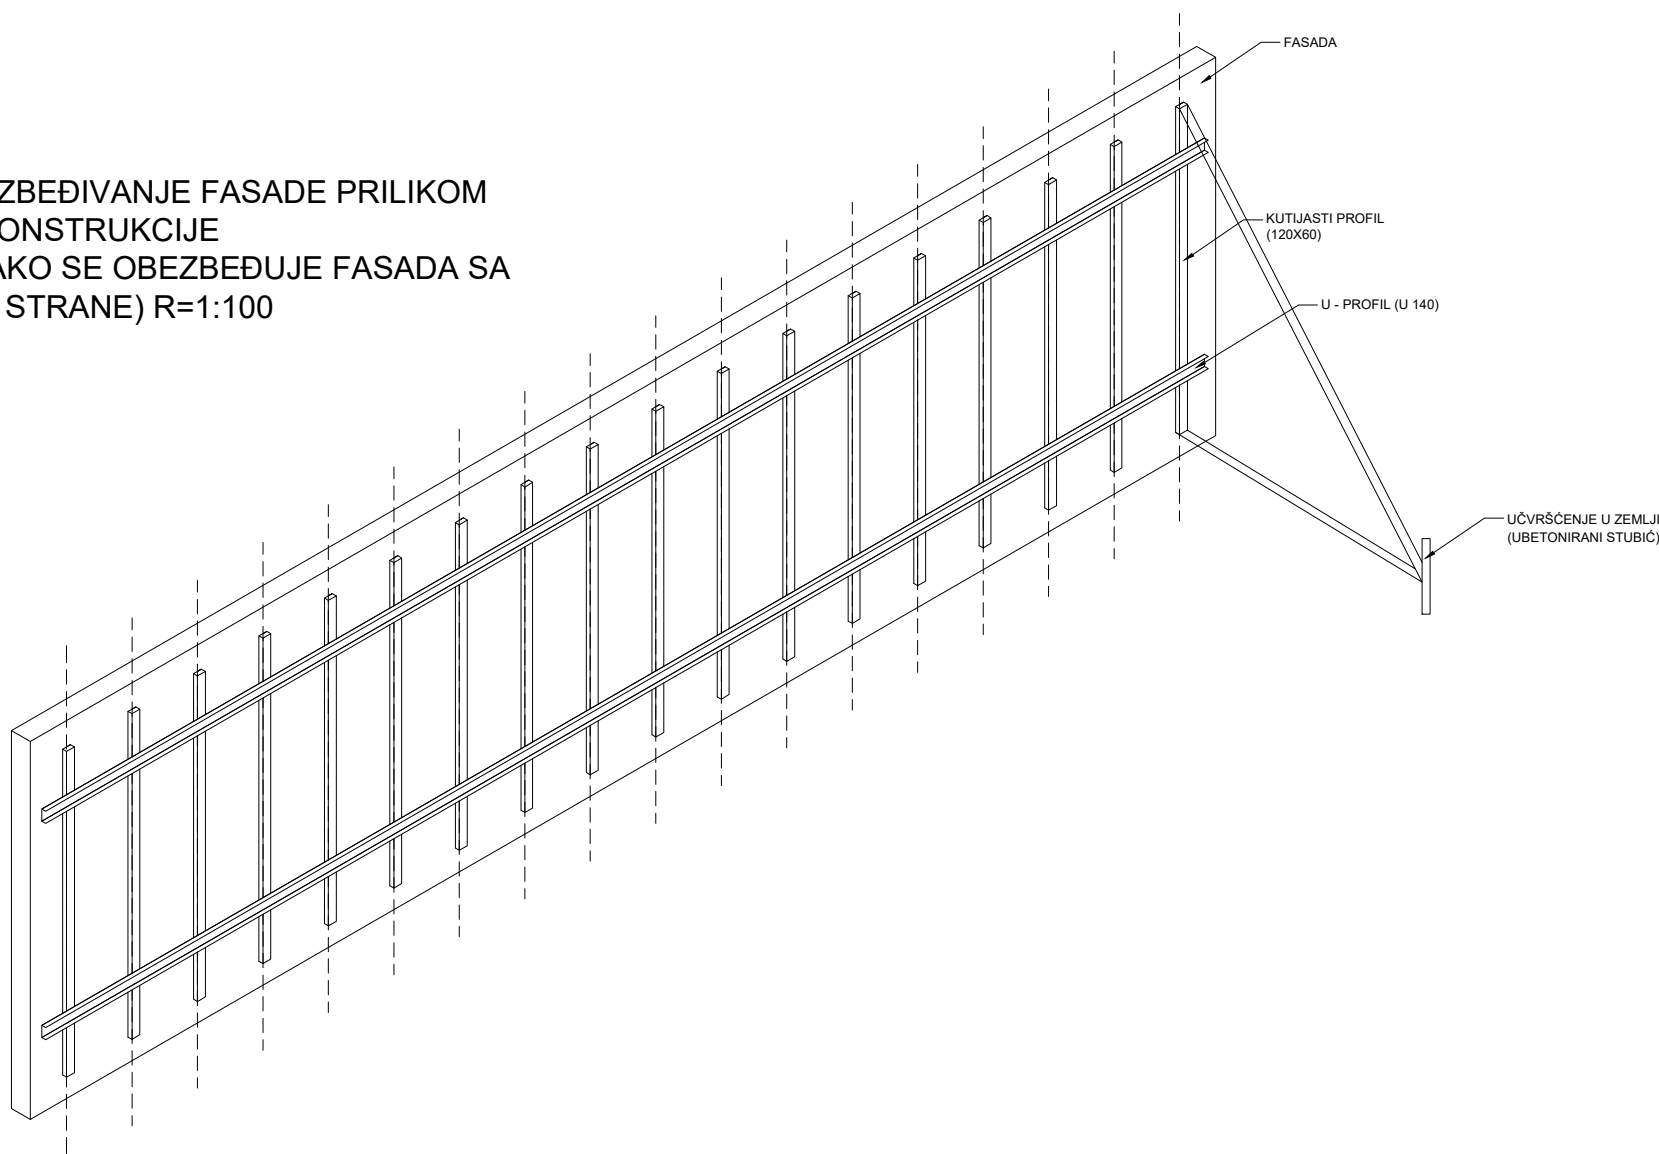 ZBEĐIVANJE FASADE PRILIKOM
ONSTRUKCIJE
AKO SE OBEZBEĐUJE FASADA SA
STRANE) R=1:100
FASADA
KUTIJASTI PROFIL
(120X60)
U - PROFIL (U 140)
UČVRŠĆENJE U ZEMLJI
(UBETONIRANI STUBIĆ)